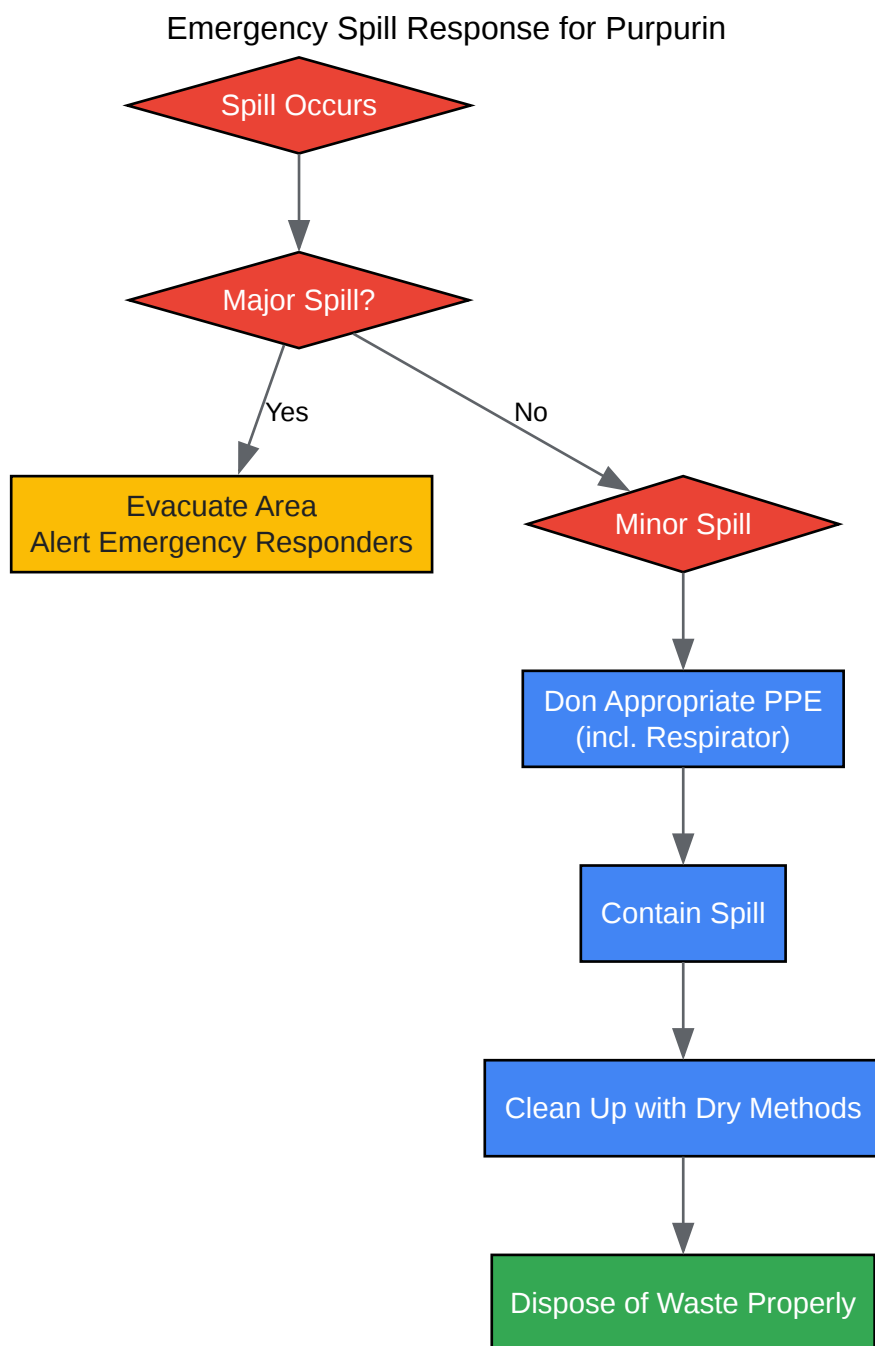 Emergency Spill Response for Purpurin
Spill Occurs
Major Spill?
Yes
No
Evacuate Area
Alert Emergency Responders
Minor Spill
Don Appropriate PPE
(incl. Respirator)
Contain Spill
Clean Up with Dry Methods
Dispose of Waste Properly